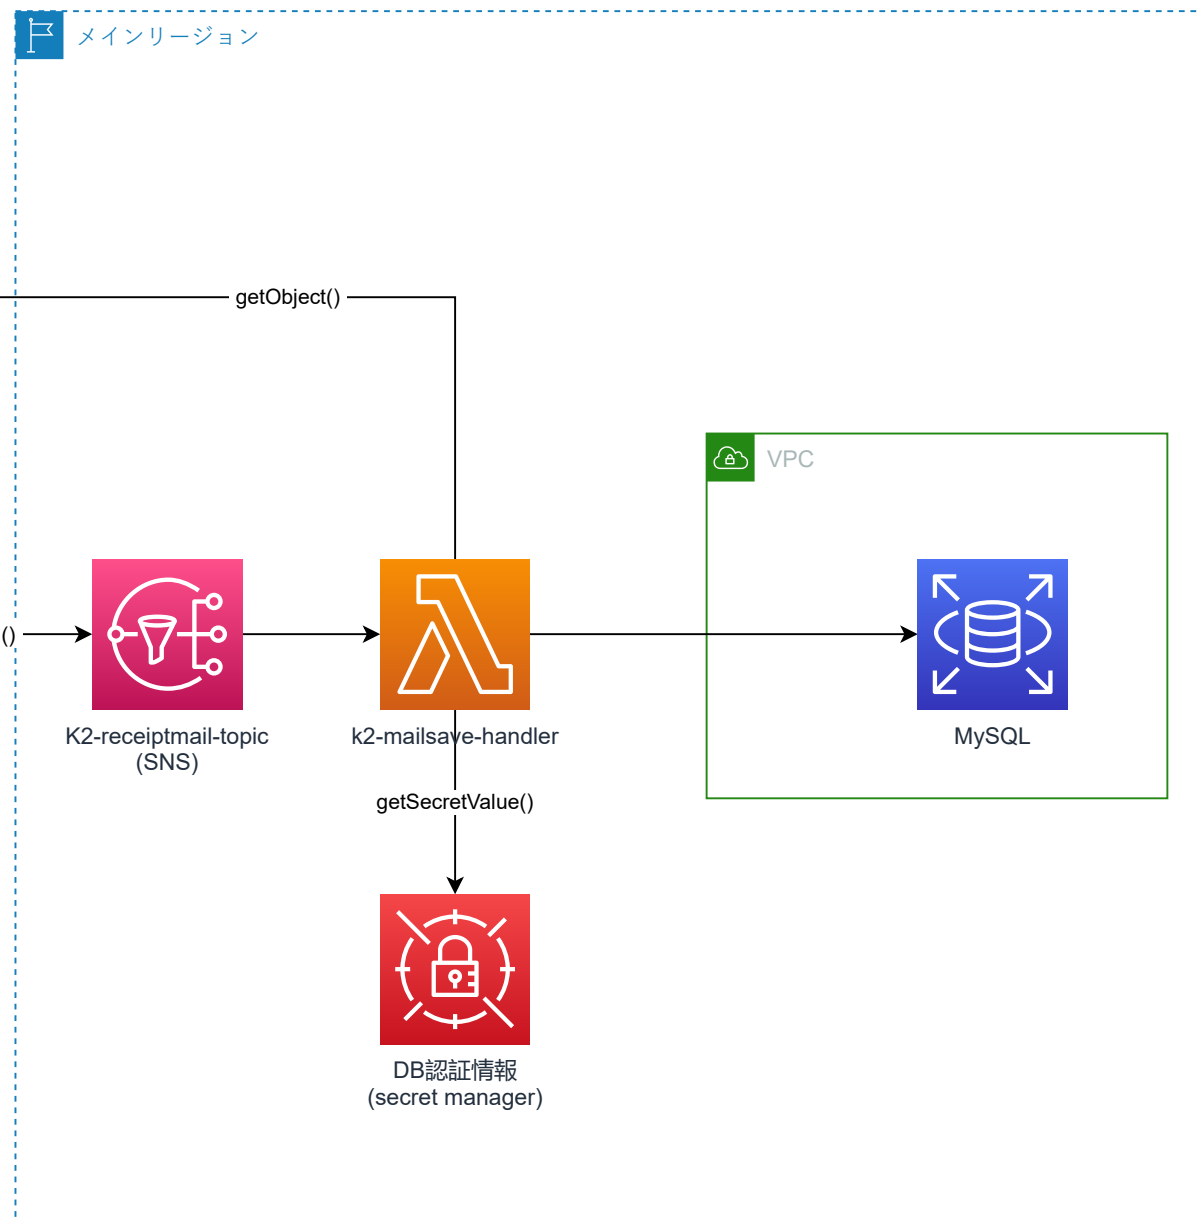 メインリージョン
getObject()
VPC
()
K2-receiptmail-topic
(SNS)
k2-mailsave-handler
MySQL
getSecretValue()
DB認証情報
(secret manager)